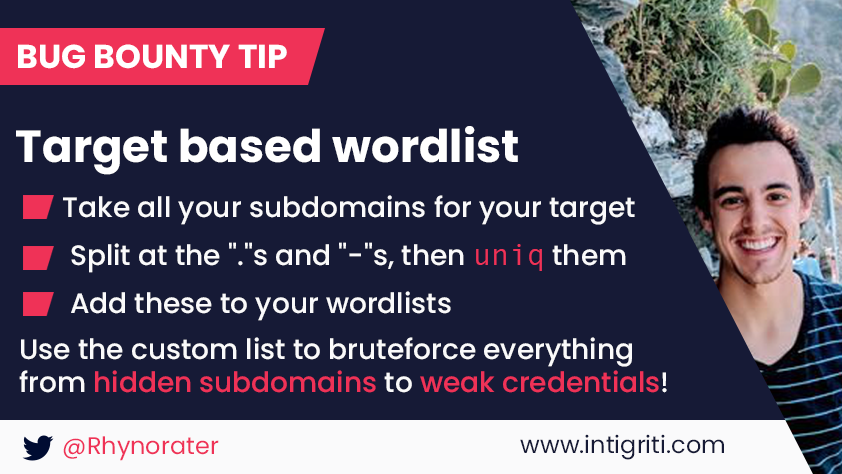 BUG BOUNTY TIP
Target based wordlist
Take all your subdomains for your target
Split at the "."s and "-"s, then uniq them
Add these to your wordlists
Use the custom list to bruteforce everything
from hidden subdomains to weak credentials!
@Rhynorater
www.intigriti.com